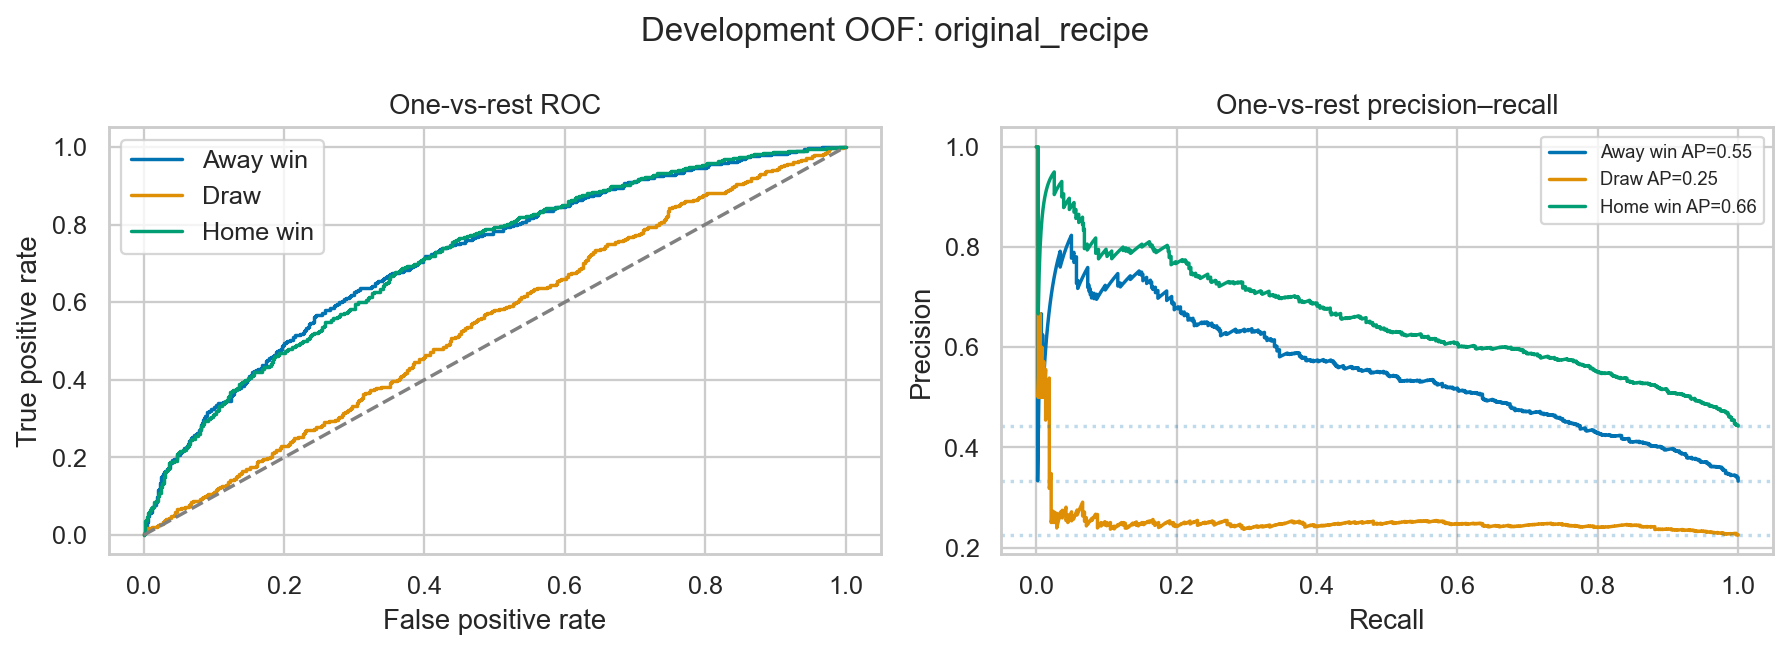 Development OOF: original_recipe
One-vs-rest ROC
Away win
Draw
Home win
1.0
0.8
0.6
0.4
0.2
0.0
True positive rate
0.0 0.2 0.4 0.6 0.8 1.0
False positive rate
One-vs-rest precision–recall
Away win AP=0.55
Draw AP=0.25
Home win AP=0.66
1.0
0.8
0.6
0.4
0.2
Precision
0.0 0.2 0.4 0.6 0.8 1.0
Recall